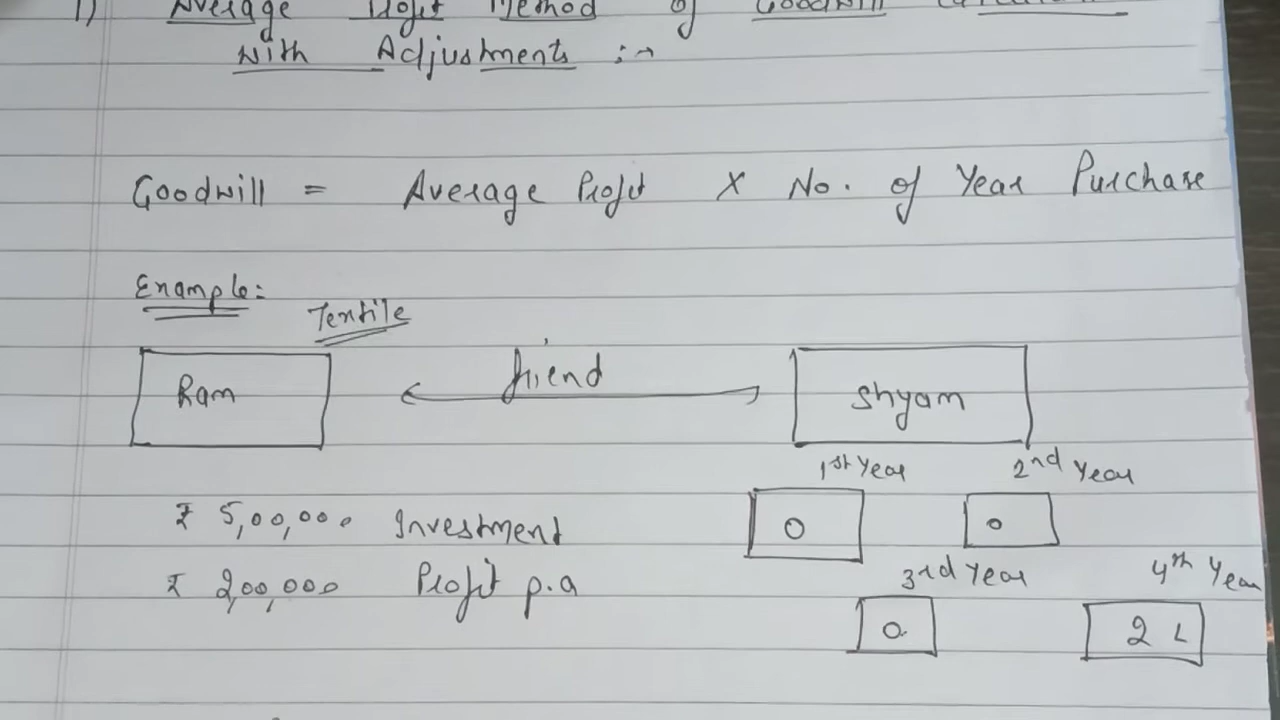 1) Average Profit Method of Goodwill
with Adjustments :-
Goodwill = Average Profit X No. of Year Purchase
Example:
Textile
Ram friend Shyam
1st Year 2nd Year
₹ 5,00,000 Investment 0 0
3rd Year 4th Year
₹ 2,00,000 Profit p.a 0 2 L